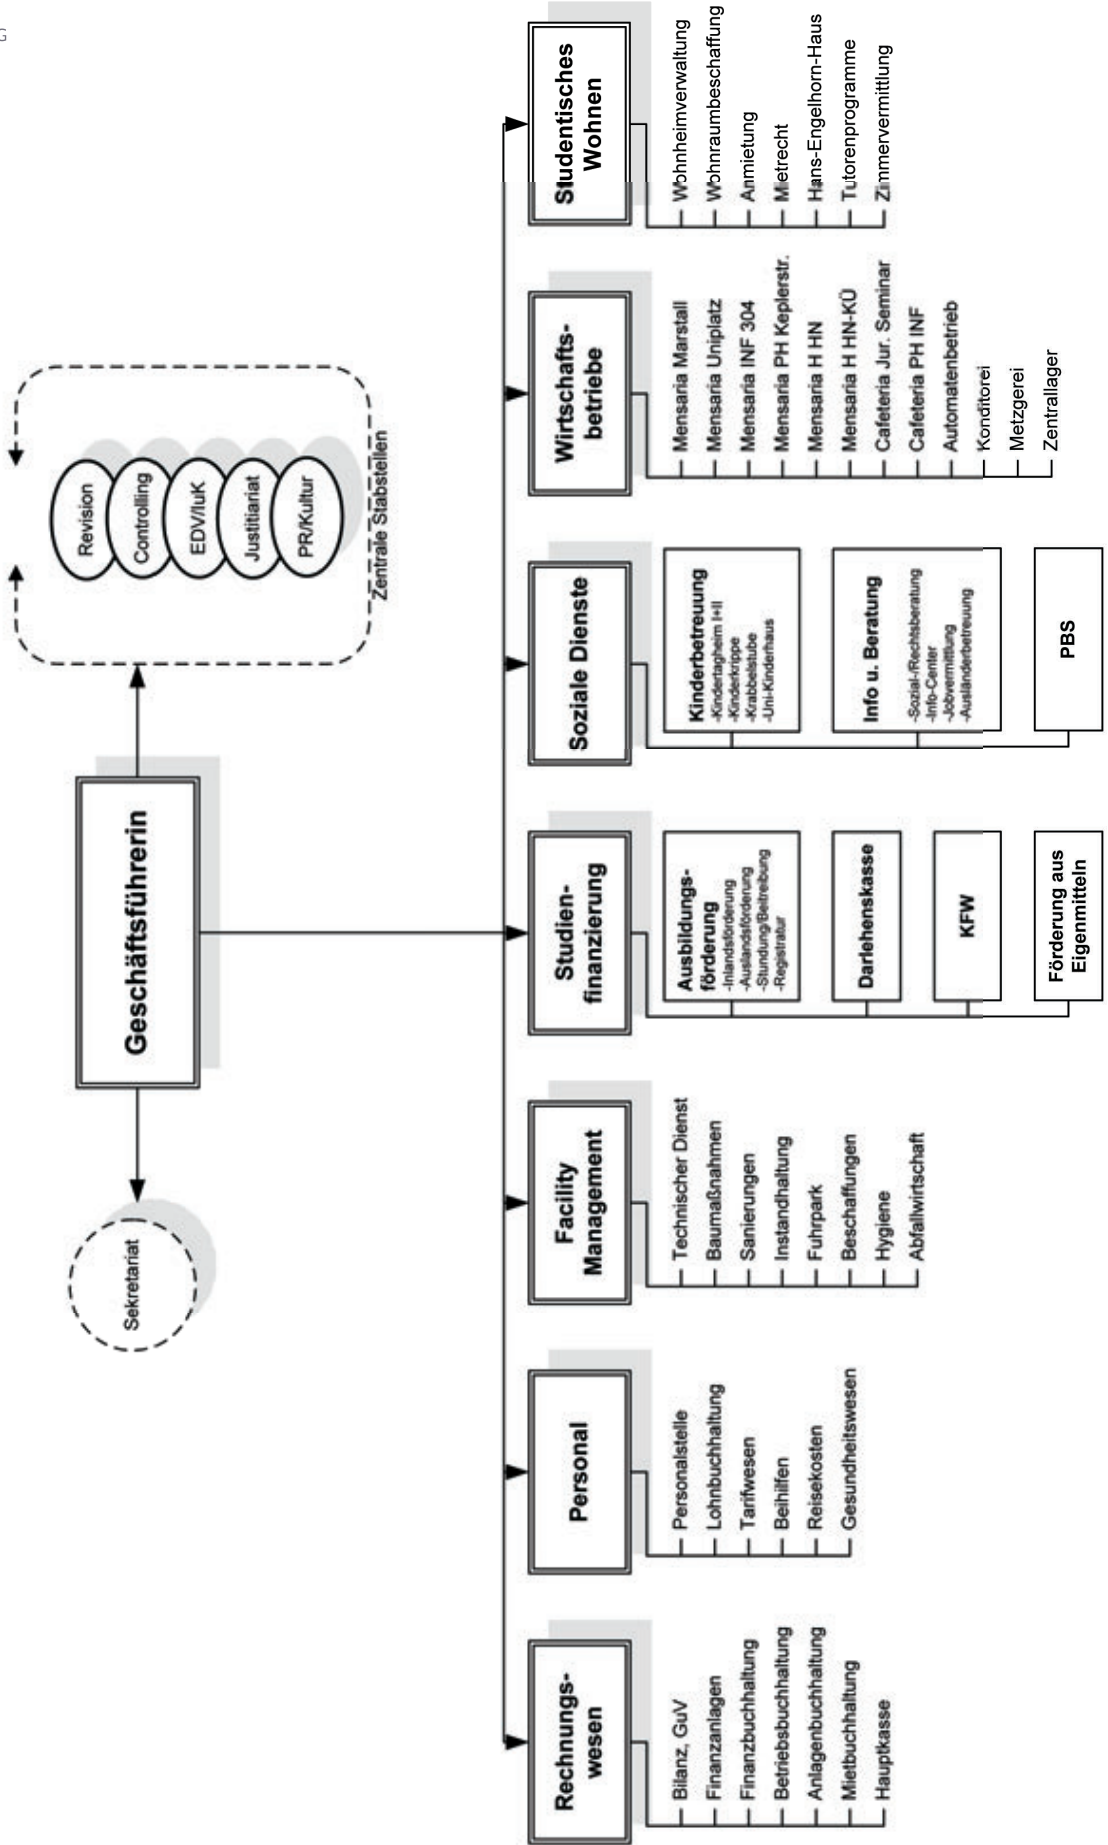 Geschäftsführerin
Sekretariat
Revision
Controlling
EDV/IuK
Justitiariat
PR/Kultur
Zentrale Stabstellen
Rechnungs-
wesen
Bilanz, GuV
Finanzanlagen
Finanzbuchhaltung
Betriebsbuchhaltung
Anlagenbuchhaltung
Mietbuchhaltung
Hauptkasse
Personal
Personalstelle
Lohnbuchhaltung
Tarifwesen
Beihilfen
Reisekosten
Gesundheitswesen
Facility
Management
Technischer Dienst
Baumaßnahmen
Sanierungen
Instandhaltung
Fuhrpark
Beschaffungen
Hygiene
Abfallwirtschaft
Studien-
finanzierung
Ausbildungs-
förderung
-Inlandsförderung
-Auslandsförderung
-Stundung/Beitreibung
-Registratur
Darlehenskasse
KFW
Förderung aus
Eigenmitteln
Soziale Dienste
Kinderbetreuung
-Kindertagheim I+II
-Kinderkrippe
-Krabbelstube
-Uni-Kinderhaus
Info u. Beratung
-Sozial-/Rechtsberatung
-Info-Center
-Jobvermittlung
-Ausländerbetreuung
PBS
Wirtschafts-
betriebe
Mensaria Marstall
Mensaria Uniplatz
Mensaria INF 304
Mensaria PH Keplerstr.
Mensaria H HN
Mensaria H HN-KÜ
Cafeteria Jur. Seminar
Cafeteria PH INF
Automatenbetrieb
Konditorei
Metzgerei
Zentrallager
Studentisches
Wohnen
Wohnheimverwaltung
Wohnraumbeschaffung
Anmietung
Mietrecht
Hans-Engelhorn-Haus
Tutorenprogramme
Zimmervermittlung